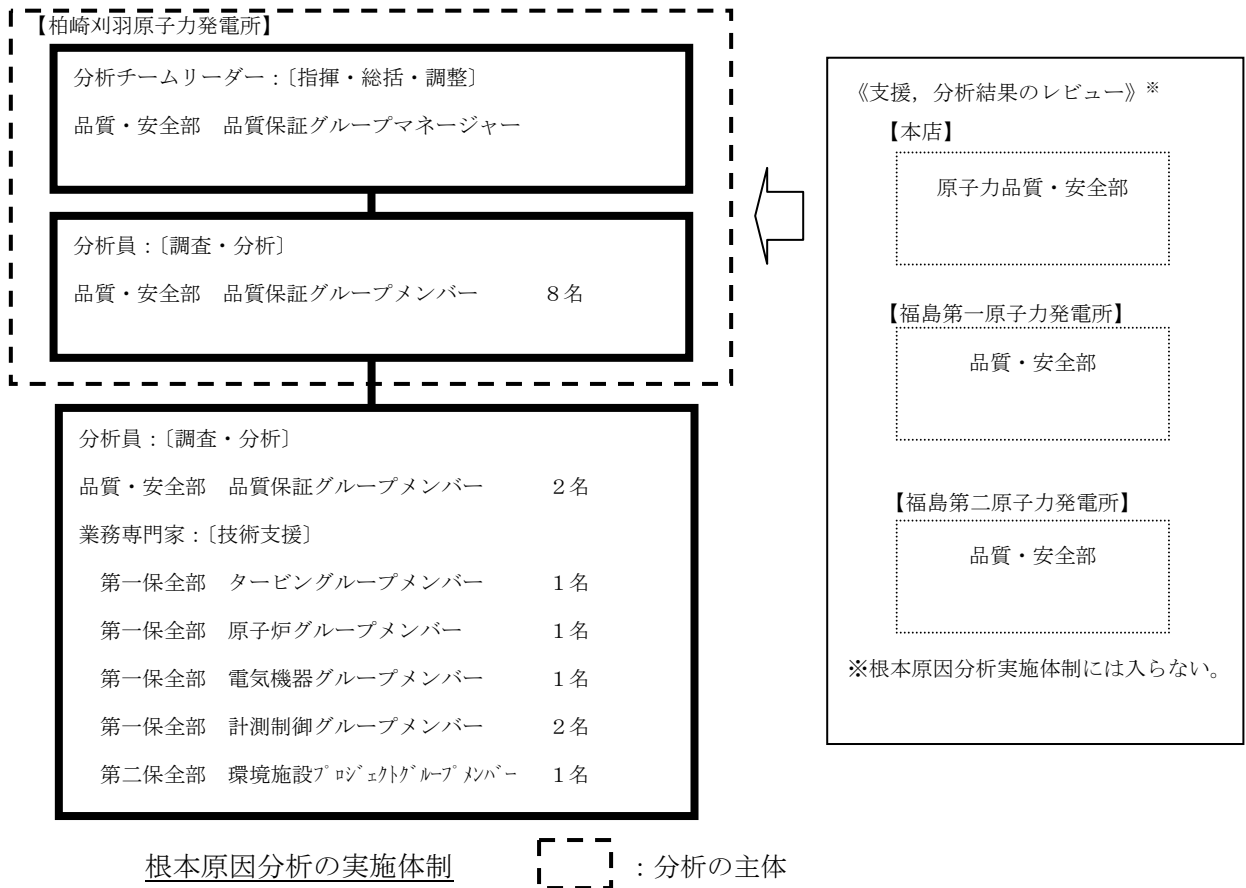 【柏崎刈羽原子力発電所】
分析チームリーダー：〔指揮・総括・調整〕
品質・安全部　品質保証グループマネージャー
分析員：〔調査・分析〕
品質・安全部　品質保証グループメンバー　　８名
分析員：〔調査・分析〕
品質・安全部　品質保証グループメンバー　　２名
業務専門家：〔技術支援〕
第一保全部　タービングループメンバー　　１名
第一保全部　原子炉グループメンバー　　１名
第一保全部　電気機器グループメンバー　　１名
第一保全部　計測制御グループメンバー　　２名
第二保全部　環境施設ﾌﾟﾛｼﾞｪｸﾄｸﾞﾙｰﾌﾟﾒﾝﾊﾞｰ　　１名
《支援，分析結果のレビュー》※
【本店】
原子力品質・安全部
【福島第一原子力発電所】
品質・安全部
【福島第二原子力発電所】
品質・安全部
※根本原因分析実施体制には入らない。
根本原因分析の実施体制
：分析の主体